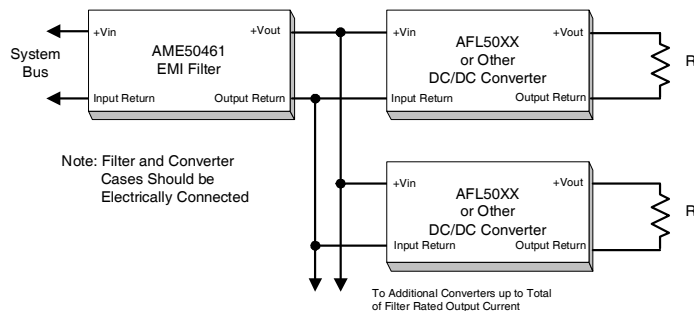 System
Bus
+Vin
+Vout
AME50461
EMI Filter
Input Return
Output Return
+Vin
+Vout
AFL50XX
or Other
DC/DC Converter
Input Return
Output Return
R
Note: Filter and Converter
Cases Should be
Electrically Connected
+Vin
+Vout
AFL50XX
or Other
DC/DC Converter
Input Return
Output Return
R
To Additional Converters up to Total
of Filter Rated Output Current